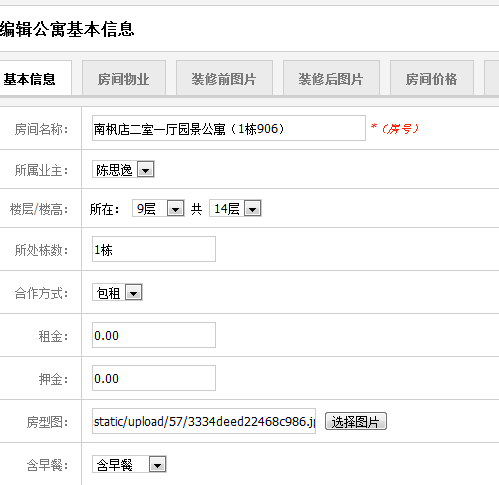 编辑公寓基本信息
基本信息 房间物业 装修前图片 装修后图片 房间价格
房间名称: 南枫店二室一厅园景公寓（1栋906） *（房号）
所属业主: 陈思逸
楼层/楼高: 所在: 9层 共 14层
所处栋数: 1栋
合作方式: 包租
租金: 0.00
押金: 0.00
房型图: static/upload/57/3334deed22468c986.jp 选择图片
含早餐: 含早餐